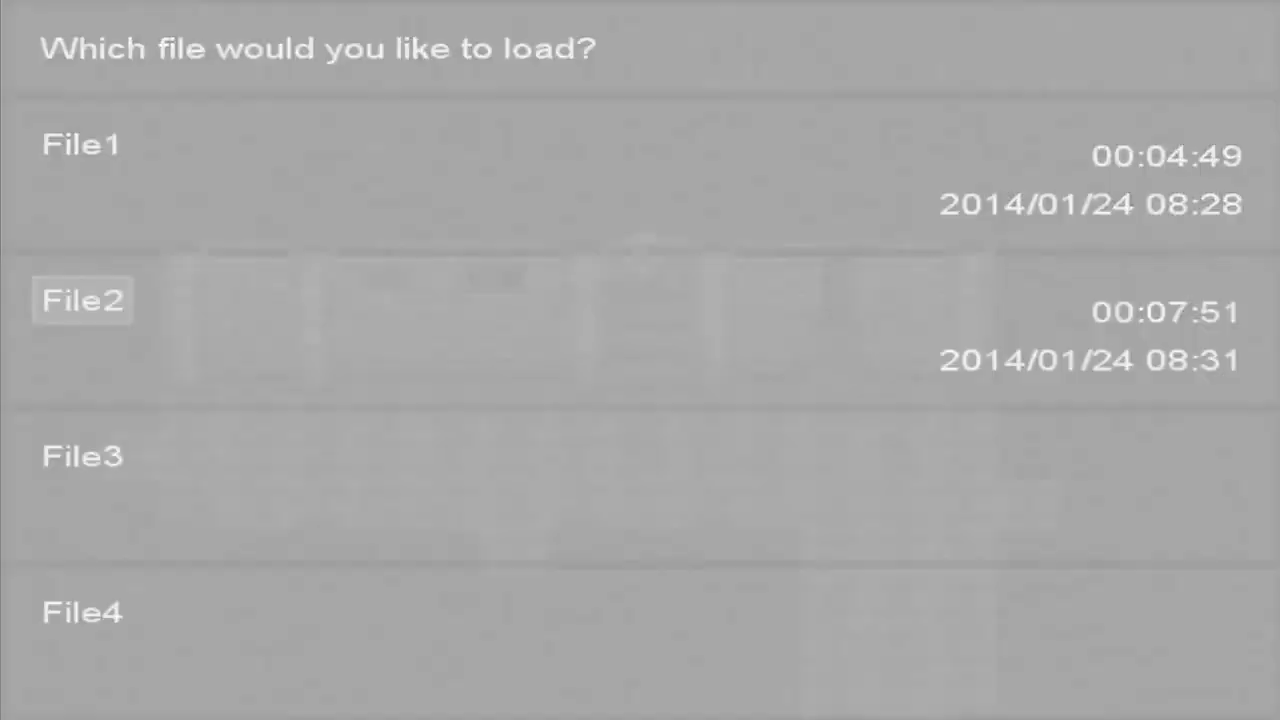 Which file would you like to load?
File1
00:04:49
2014/01/24 08:28
File2
00:07:51
2014/01/24 08:31
File3
File4